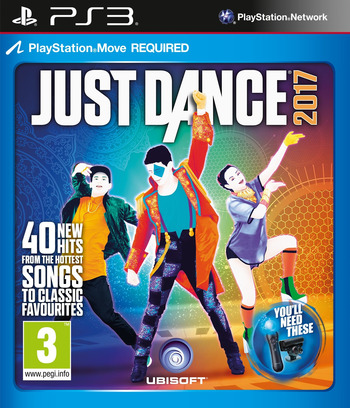 PS3
PlayStation®Network
PlayStation®Move REQUIRED
JUST DANCE®
2017
40 NEW
HITS
FROM THE HOTTEST
SONGS
TO CLASSIC
FAVOURITES
3
www.pegi.info
UBISOFT
YOU'LL
NEED
THESE